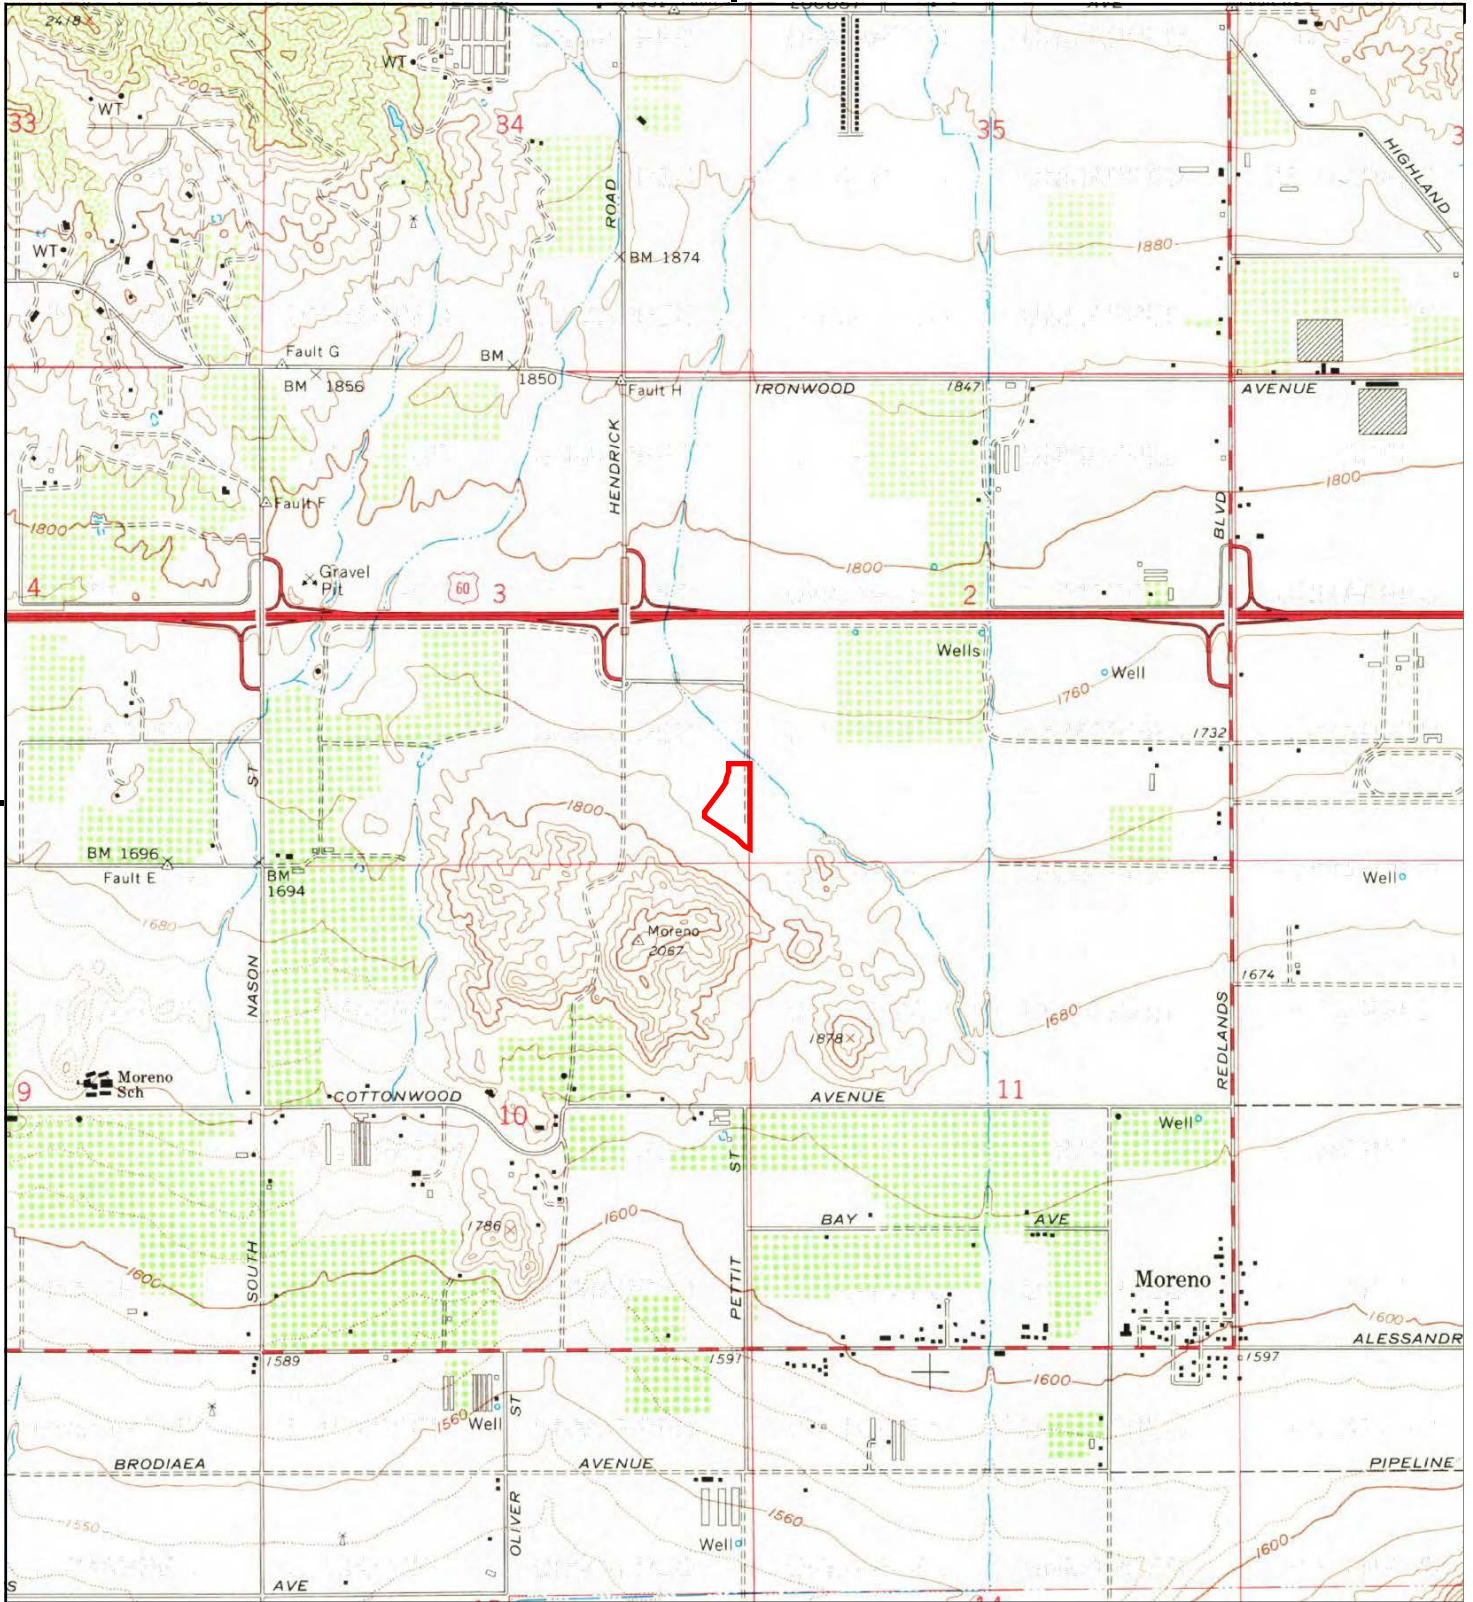 LOCUST AVE
2418
WT
2200
WT
33
34
35
3
HIGHLAND
ROAD
WT
BM 1874
1880
Fault G
BM
BM 1856
1850
Fault H
IRONWOOD
1847
AVENUE
HENDRICK
Fault F
1800
BLVD
1800
1800
4
Gravel
Pit
60
3
2
Wells
Well
1760
1732
ST
1800
BM 1696
Fault E
BM
1694
Well
1680
Moreno
2067
NASON
1674
1680
1878
REDLANDS
Moreno
Sch
9
COTTONWOOD
10
AVENUE
11
Well
ST
1786
1600
BAY
AVE
1600
SOUTH
PETTIT
Moreno
1600
ALESSANDR
1589
1597
1597
1600
ST
1560
Well
BRODIAEA
AVENUE
PIPELINE
1550
OLIVER
1560
Well
1600
S
AVE